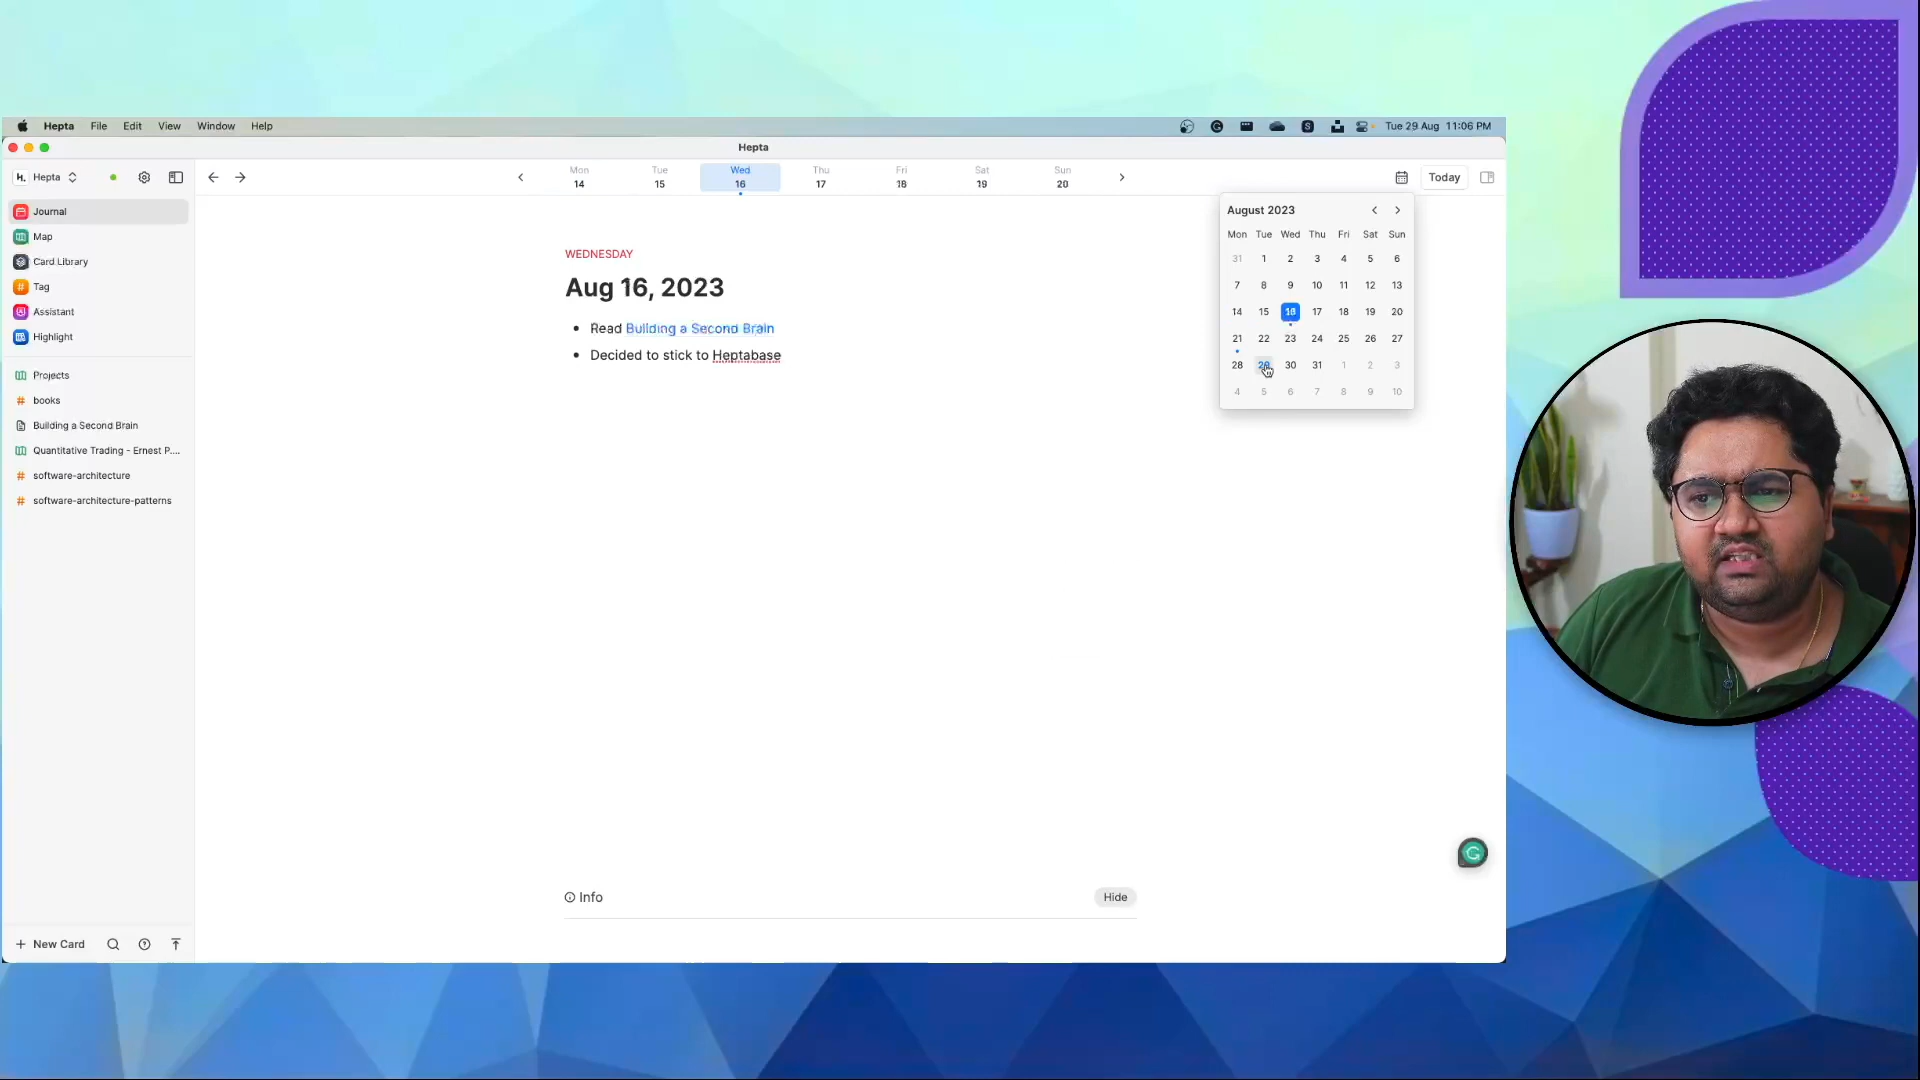 Hepta File Edit View Window Help
Tue 29 Aug 11:06 PM
Hepta
Hepta
Mon Tue Wed Thu Fri Sat Sun
14 15 16 17 18 19 20
Today
Journal
Map
Card Library
Tag
Assistant
Highlight
Projects
# books
Building a Second Brain
Quantitative Trading - Ernest P....
# software-architecture
# software-architecture-patterns
+ New Card
WEDNESDAY
Aug 16, 2023
• Read Building a Second Brain
• Decided to stick to Heptabase
Info
Hide
August 2023
Mon Tue Wed Thu Fri Sat Sun
31 1 2 3 4 5 6
7 8 9 10 11 12 13
14 15 16 17 18 19 20
21 22 23 24 25 26 27
28 29 30 31 1 2 3
4 5 6 7 8 9 10